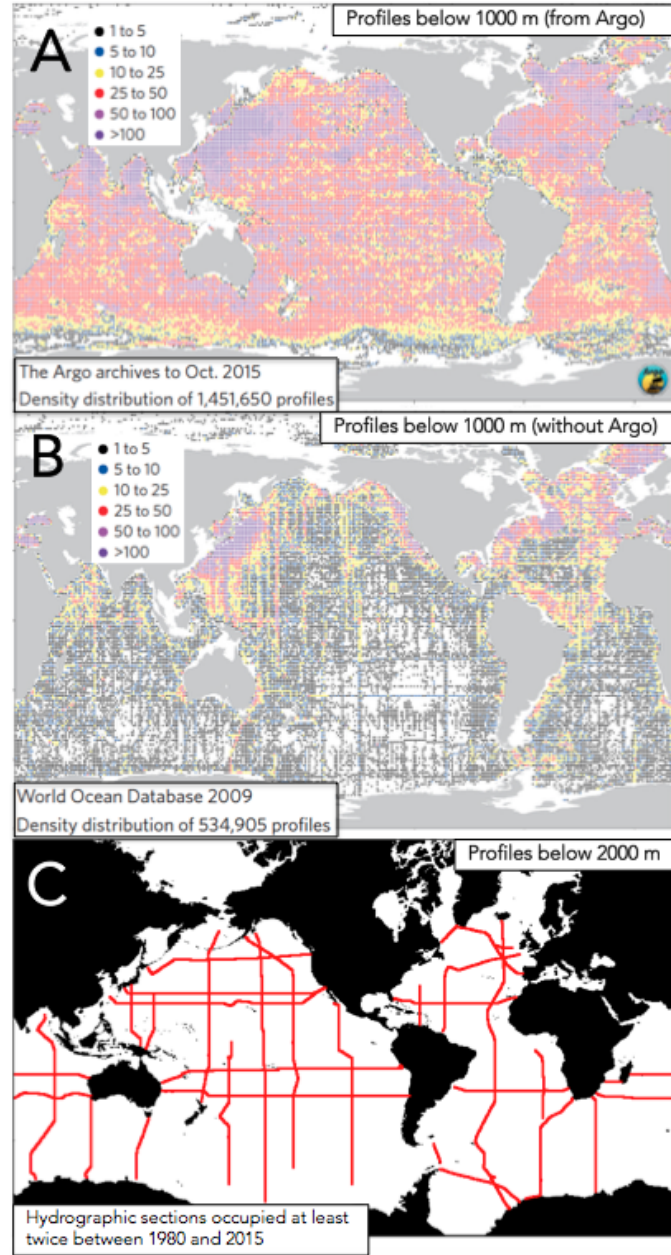 Profiles below 1000 m (from Argo)
A
1 to 5
5 to 10
10 to 25
25 to 50
50 to 100
>100
The Argo archives to Oct. 2015
Density distribution of 1,451,650 profiles
Profiles below 1000 m (without Argo)
B
1 to 5
5 to 10
10 to 25
25 to 50
50 to 100
>100
World Ocean Database 2009
Density distribution of 534,905 profiles
Profiles below 2000 m
C
Hydrographic sections occupied at least
twice between 1980 and 2015